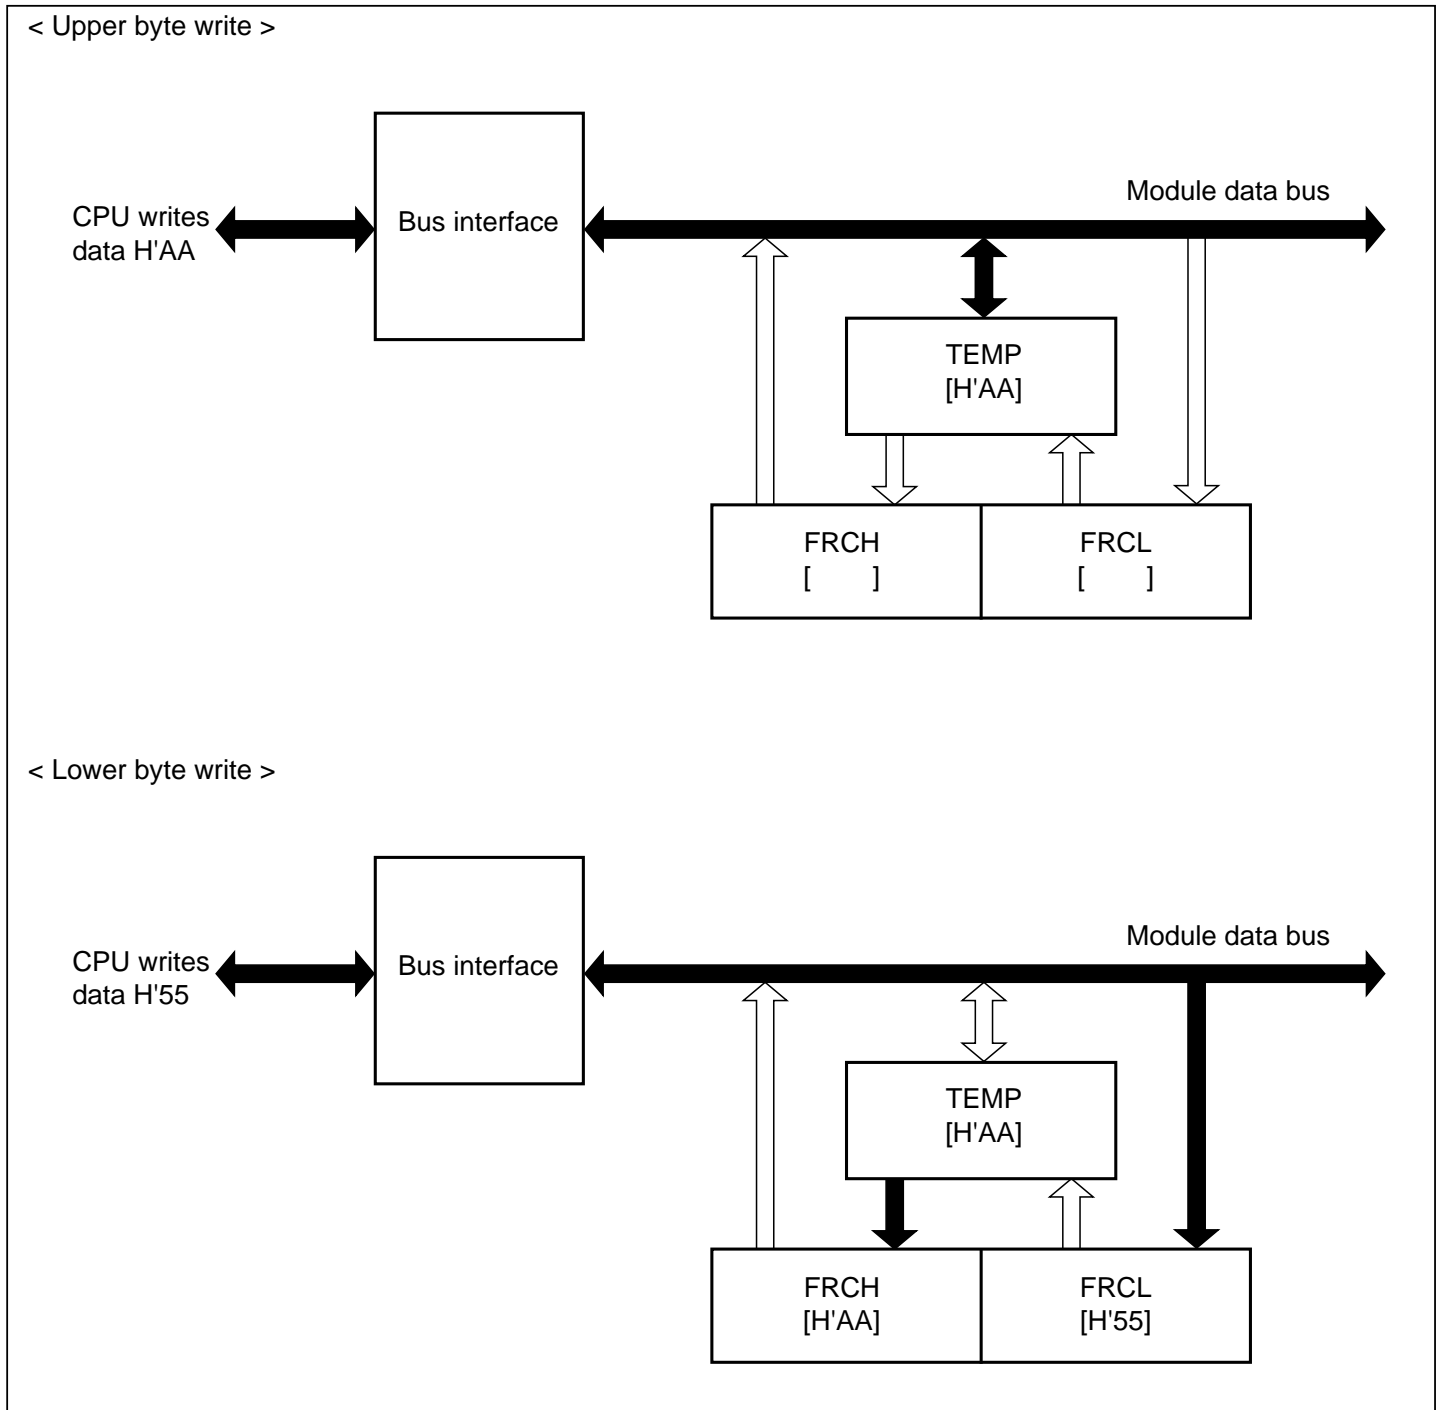 < Upper byte write >
Module data bus
CPU writes
data H'AA
Bus interface
TEMP
[H'AA]
FRCH
[ ]
FRCL
[ ]
< Lower byte write >
Module data bus
CPU writes
data H'55
Bus interface
TEMP
[H'AA]
FRCH
[H'AA]
FRCL
[H'55]